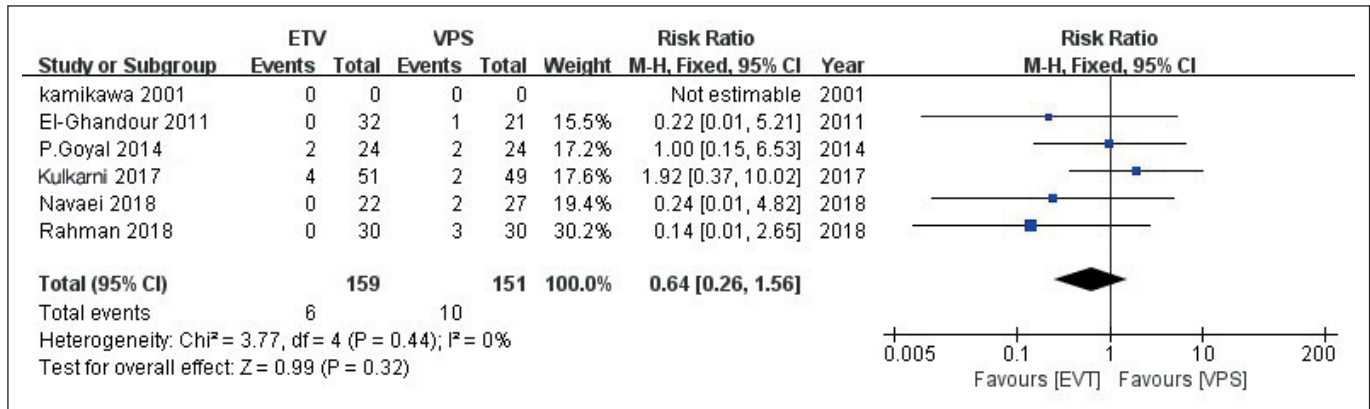 ETV VPS Risk Ratio Risk Ratio
Study or Subgroup Events Total Events Total Weight M-H, Fixed, 95% CI Year M-H, Fixed, 95% CI
kamikawa 2001 0 0 0 0 Not estimable 2001
El-Ghandour 2011 0 32 1 21 15.5% 0.22 [0.01, 5.21] 2011
P.Goyal 2014 2 24 2 24 17.2% 1.00 [0.15, 6.53] 2014
Kulkarni 2017 4 51 2 49 17.6% 1.92 [0.37, 10.02] 2017
Navaei 2018 0 22 2 27 19.4% 0.24 [0.01, 4.82] 2018
Rahman 2018 0 30 3 30 30.2% 0.14 [0.01, 2.65] 2018
Total (95% CI) 159 151 100.0% 0.64 [0.26, 1.56]
Total events 6 10
Heterogeneity: Chi² = 3.77, df = 4 (P = 0.44); I² = 0%
Test for overall effect: Z = 0.99 (P = 0.32)
0.005 0.1 1 10 200
Favours [EVT] Favours [VPS]